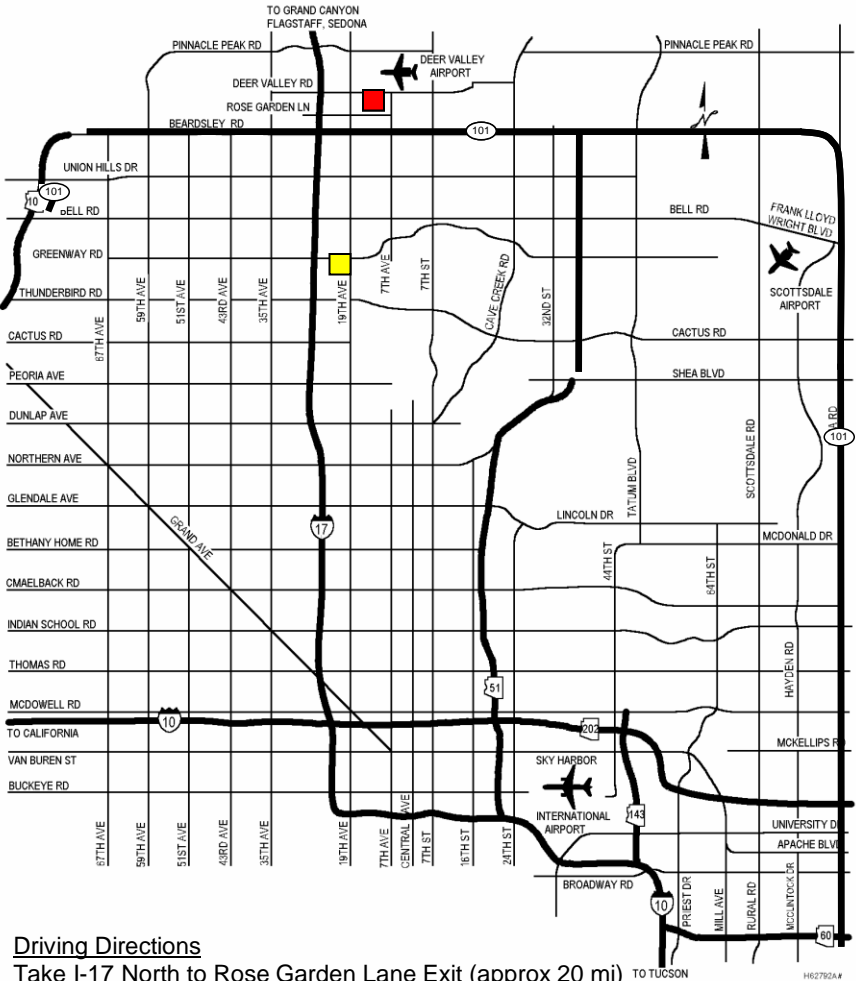 TO GRAND CANYON
FLAGSTAFF, SEDONA
PINNACLE PEAK RD
PINNACLE PEAK RD
DEER VALLEY
AIRPORT
DEER VALLEY RD
ROSE GARDEN LN
BEARDSLEY RD
101
N
UNION HILLS DR
101
10
BELL RD
BELL RD
FRANK LLOYD
WRIGHT BLVD
GREENWAY RD
THUNDERBIRD RD
59TH AVE
51ST AVE
43RD AVE
35TH AVE
19TH AVE
7TH AVE
7TH ST
CAVE CREEK RD
32ND ST
SCOTTSDALE
AIRPORT
67TH AVE
CACTUS RD
CACTUS RD
PEORIA AVE
SHEA BLVD
DUNLAP AVE
101
NORTHERN AVE
TATUM BLVD
SCOTTSDALE RD
GLENDALE AVE
GRAND AVE
17
LINCOLN DR
BETHANY HOME RD
MCDONALD DR
44TH ST
64TH ST
CMAELBACK RD
INDIAN SCHOOL RD
THOMAS RD
HAYDEN RD
51
MCDOWELL RD
10
202
TO CALIFORNIA
MCKELLIPS RD
VAN BUREN ST
SKY HARBOR
BUCKEYE RD
INTERNATIONAL
AIRPORT
143
67TH AVE
59TH AVE
51ST AVE
43RD AVE
35TH AVE
19TH AVE
7TH AVE
CENTRAL AVE
7TH ST
16TH ST
24TH ST
UNIVERSITY DR
APACHE BLVD
BROADWAY RD
10
PRIEST DR
MILL AVE
RURAL RD
MCCLINTOCK DR
60
Driving Directions
Take I-17 North to Rose Garden Lane Exit (approx 20 mi)
TO TUCSON
H62792A#